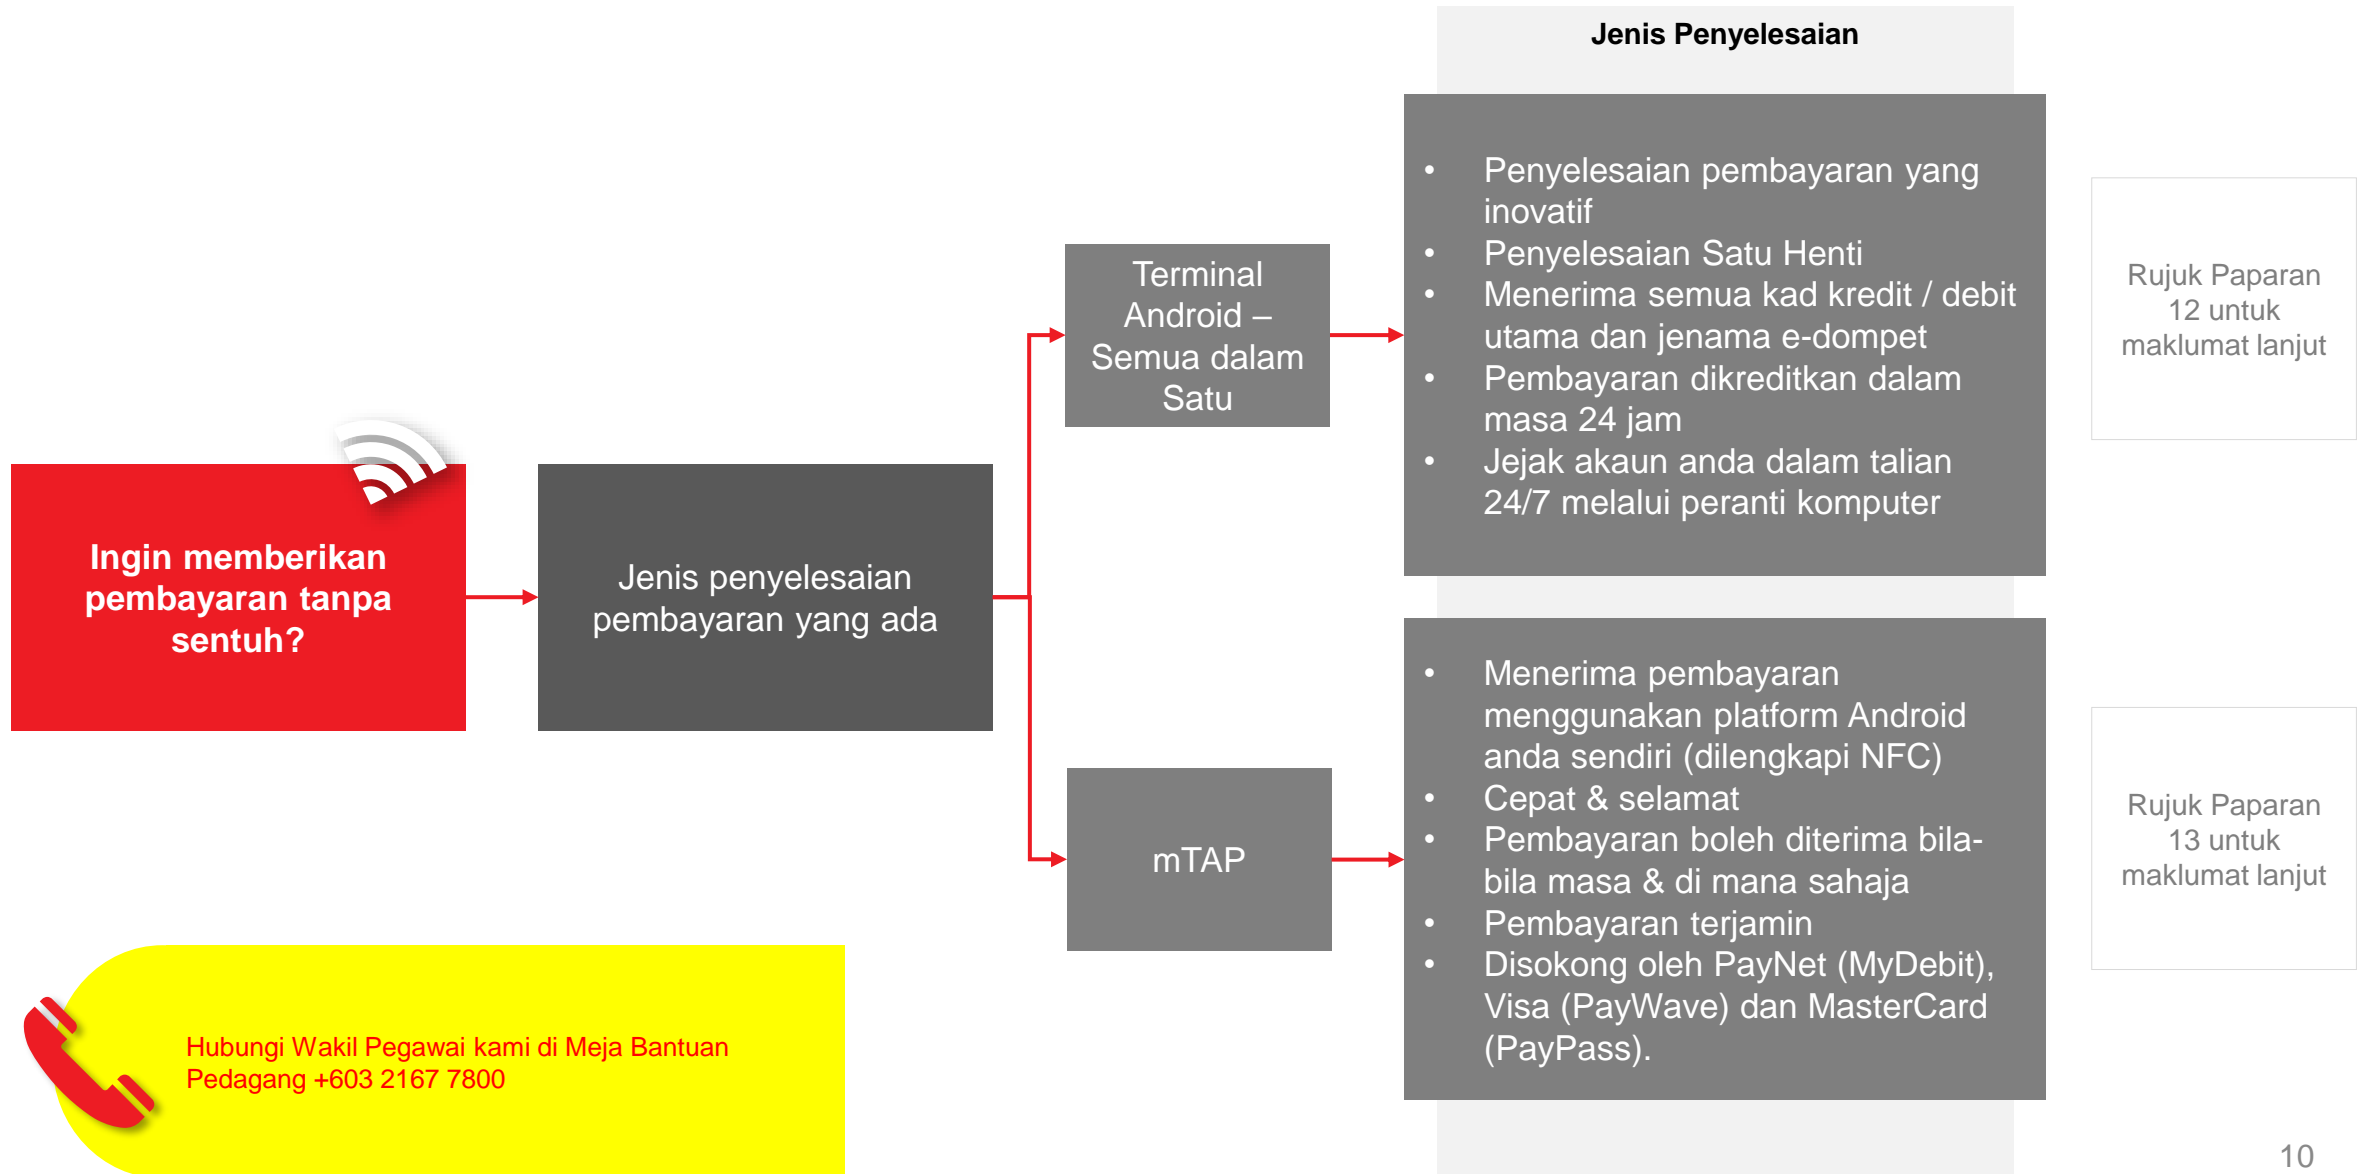 Jenis Penyelesaian
Ingin memberikan
pembayaran tanpa
sentuh?
Jenis penyelesaian
pembayaran yang ada
Terminal
Android –
Semua dalam
Satu
• Penyelesaian pembayaran yang
inovatif
• Penyelesaian Satu Henti
• Menerima semua kad kredit / debit
utama dan jenama e-dompet
• Pembayaran dikreditkan dalam
masa 24 jam
• Jejak akaun anda dalam talian
24/7 melalui peranti komputer
Rujuk Paparan
12 untuk
maklumat lanjut
mTAP
• Menerima pembayaran
menggunakan platform Android
anda sendiri (dilengkapi NFC)
• Cepat & selamat
• Pembayaran boleh diterima bila-
bila masa & di mana sahaja
• Pembayaran terjamin
• Disokong oleh PayNet (MyDebit),
Visa (PayWave) dan MasterCard
(PayPass).
Rujuk Paparan
13 untuk
maklumat lanjut
Hubungi Wakil Pegawai kami di Meja Bantuan
Pedagang +603 2167 7800
10